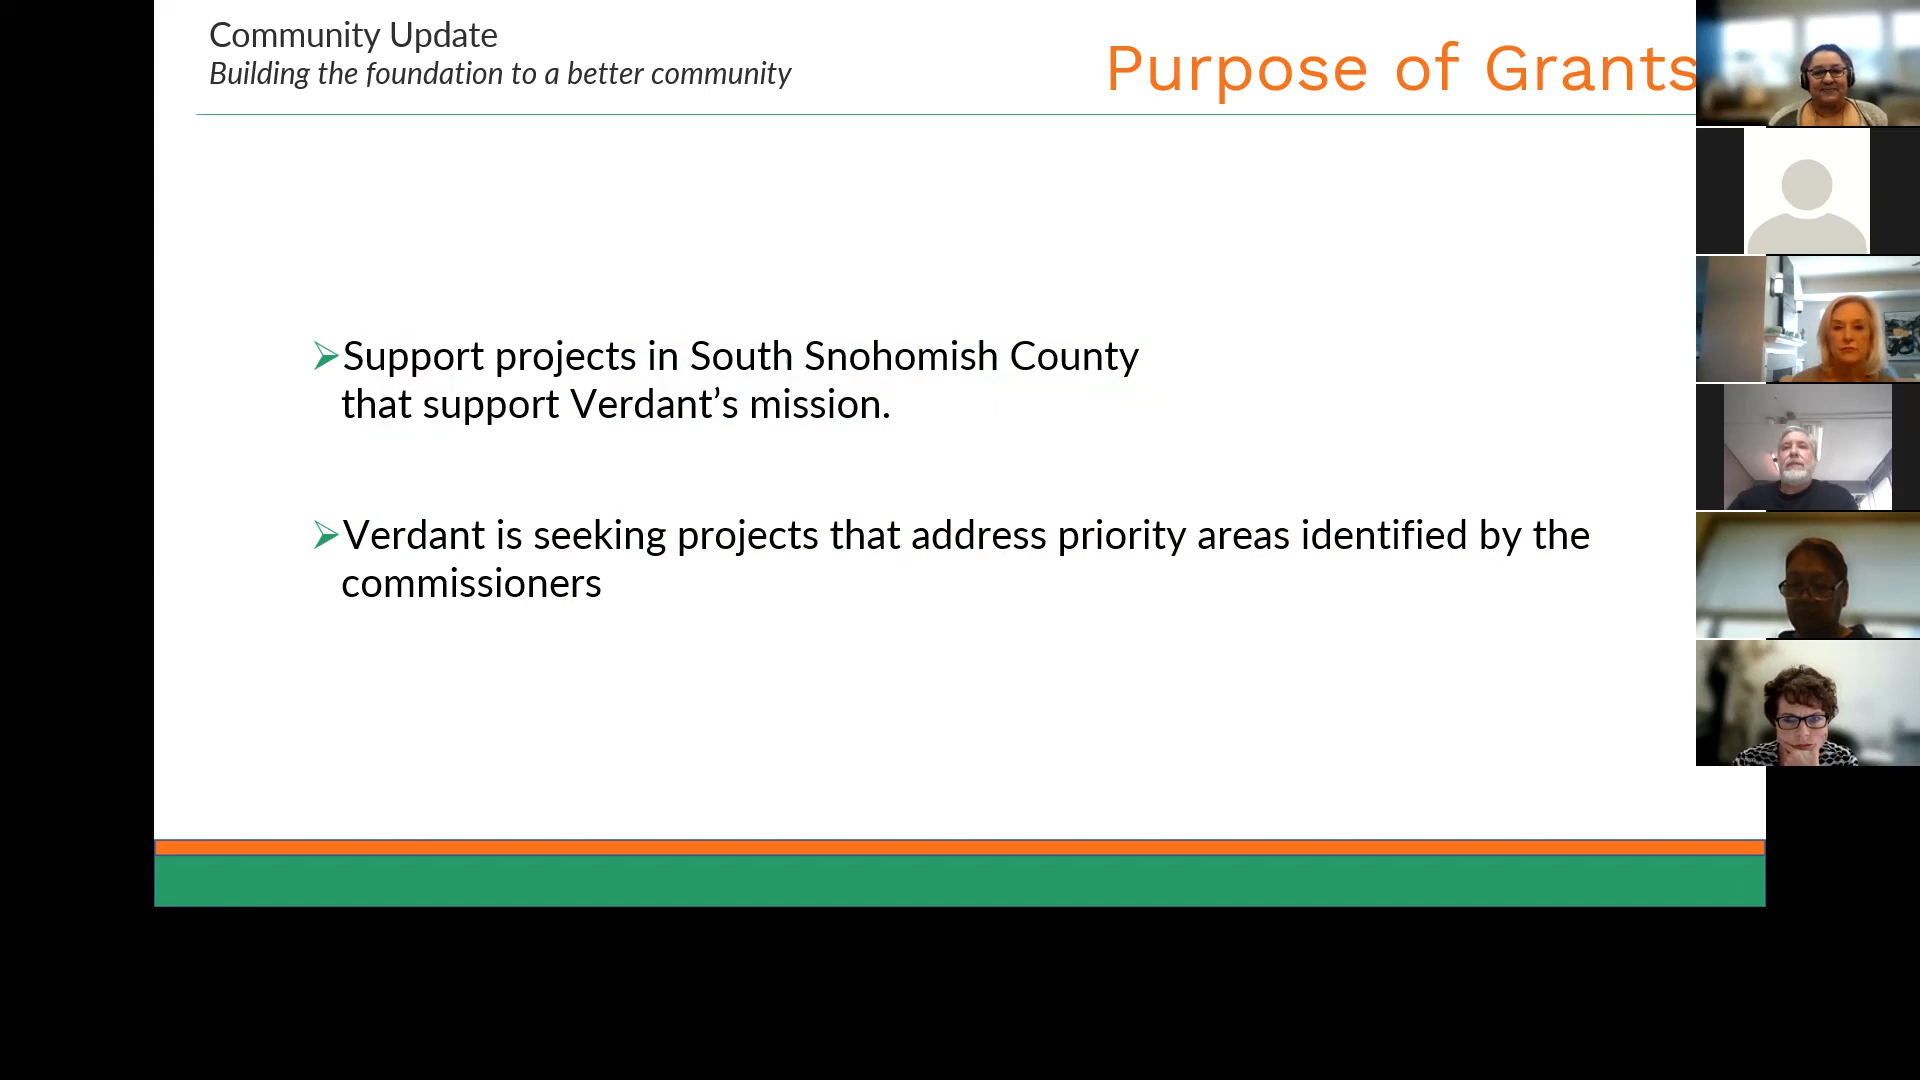 Community Update
Building the foundation to a better community
Purpose of Grants
➢Support projects in South Snohomish County
that support Verdant’s mission.
➢Verdant is seeking projects that address priority areas identified by the
commissioners